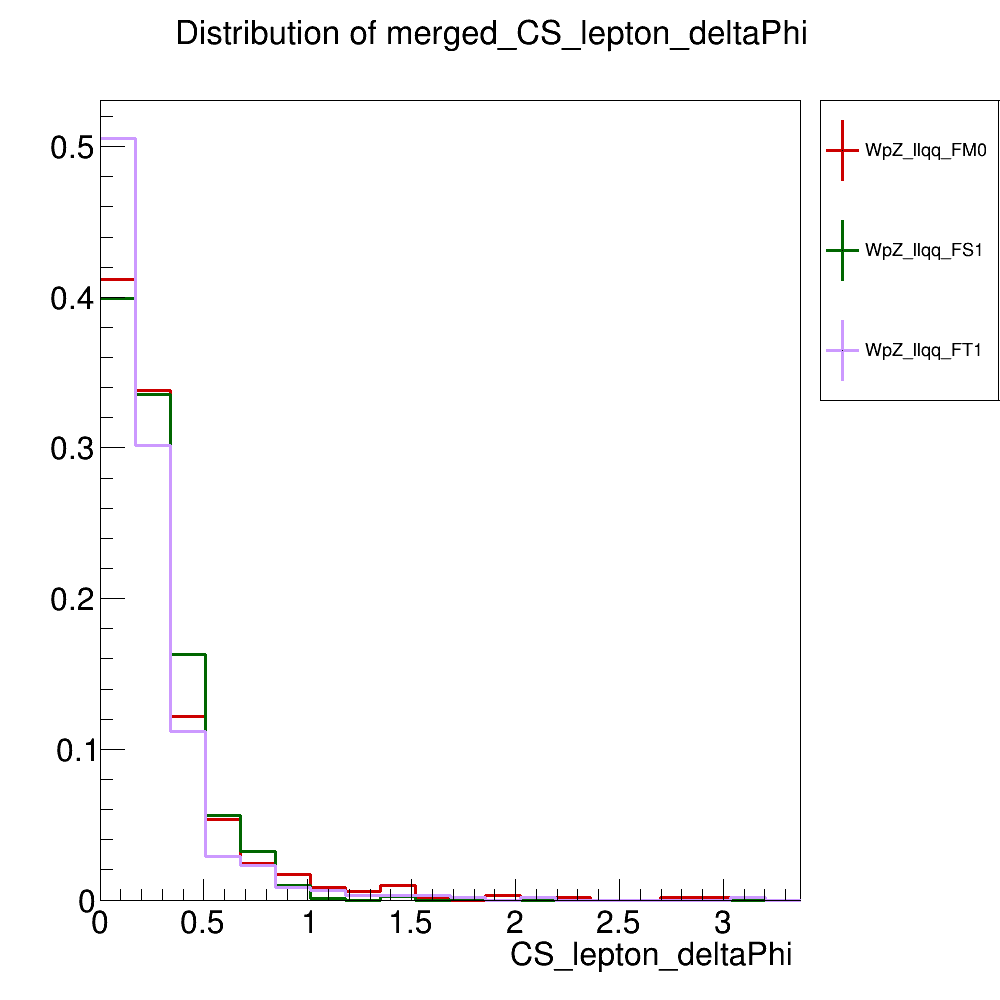 Distribution of merged_CS_lepton_deltaPhi
0.5
0.4
0.3
0.2
0.1
0
0 0.5 1 1.5 2 2.5 3
CS_lepton_deltaPhi
WpZ_llqq_FM0
WpZ_llqq_FS1
WpZ_llqq_FT1